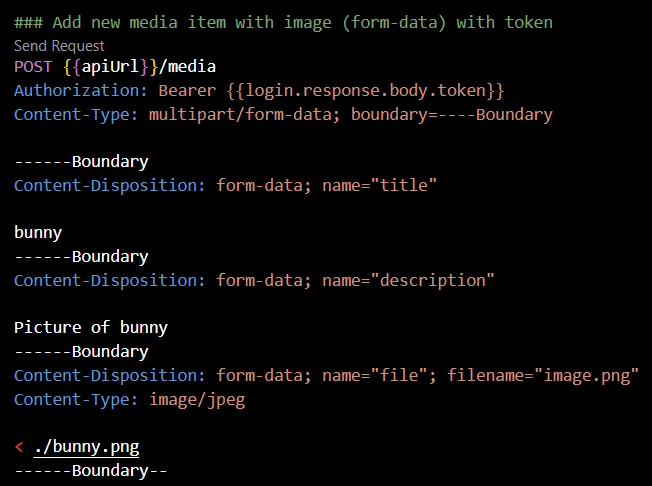 ### Add new media item with image (form-data) with token
Send Request
POST {{apiUrl}}/media
Authorization: Bearer {{login.response.body.token}}
Content-Type: multipart/form-data; boundary=----Boundary
------Boundary
Content-Disposition: form-data; name="title"
bunny
------Boundary
Content-Disposition: form-data; name="description"
Picture of bunny
------Boundary
Content-Disposition: form-data; name="file"; filename="image.png"
Content-Type: image/jpeg
< ./bunny.png
------Boundary--